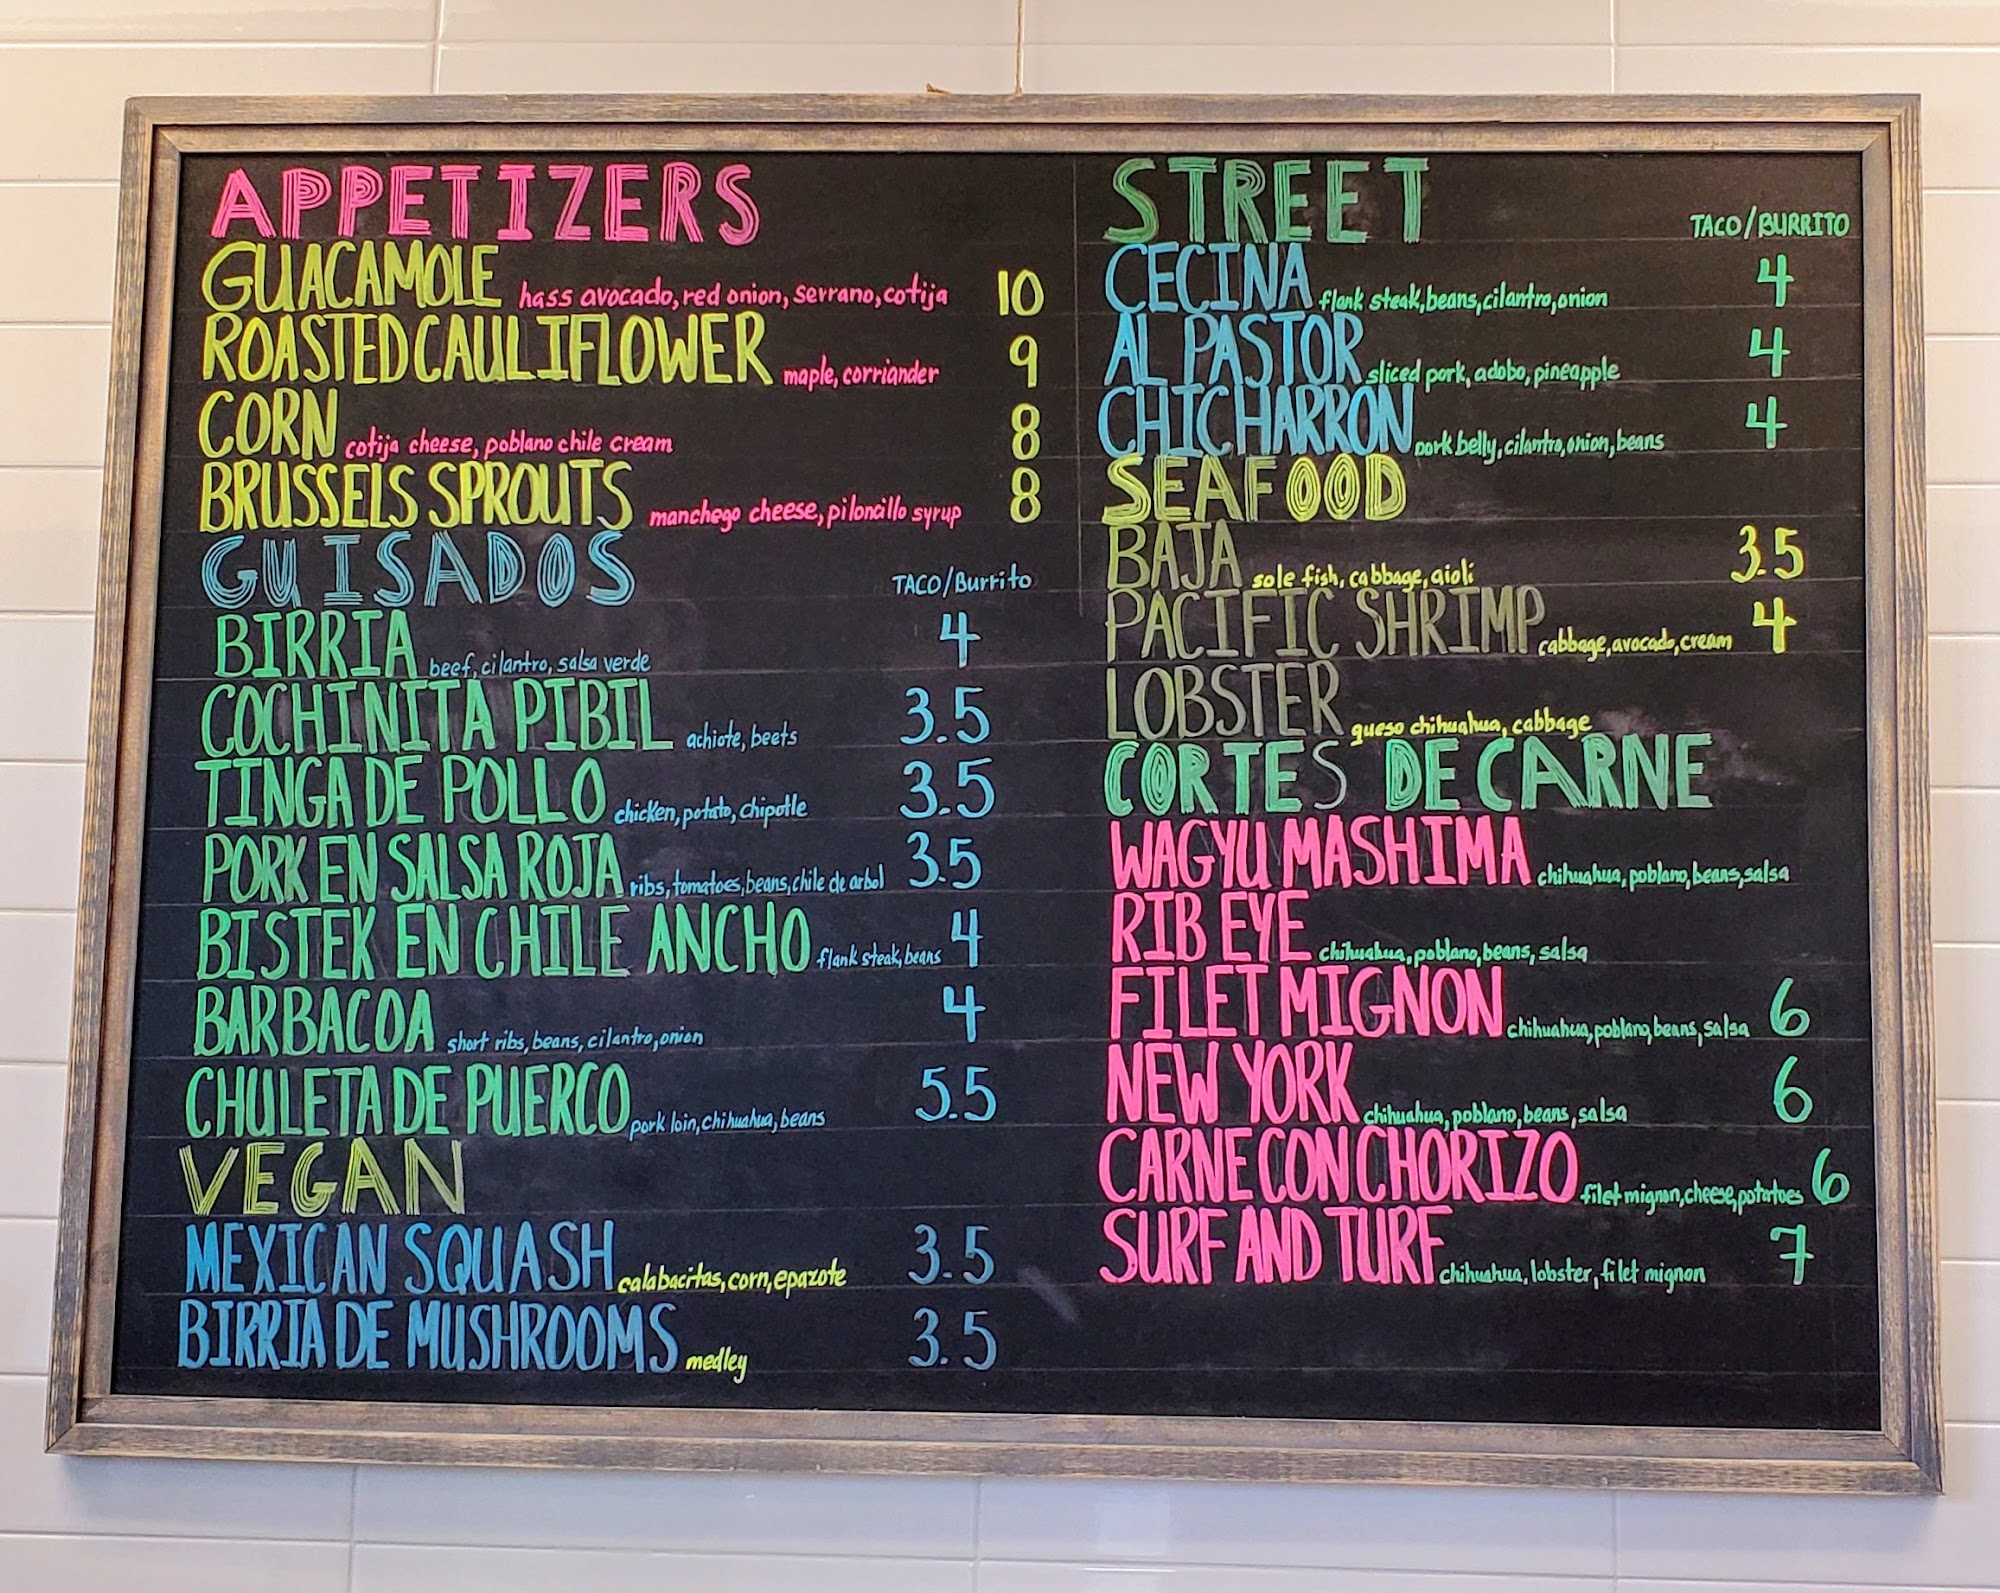 APPETIZERS
GUACAMOLE hass avocado, red onion, serrano, cotija 10
ROASTED CAULIFLOWER maple, corriander 9
CORN cotija cheese, poblano chile cream 8
BRUSSELS SPROUTS manchego cheese, piloncillo syrup 8
GUISADOS TACO/Burrito
BIRRIA beef, cilantro, salsa verde 4
COCHINITA PIBIL achiote, beets 3.5
TINGA DE POLLO chicken, potato, chipotle 3.5
PORK EN SALSA ROJA ribs, tomatoes, beans, chile de arbol 3.5
BISTEK EN CHILE ANCHO flank steak, beans 4
BARBACOA short ribs, beans, cilantro, onion 4
CHULETA DE PUERCO pork loin, chihuahua, beans 5.5
VEGAN
MEXICAN SQUASH calabacitas, corn, epazote 3.5
BIRRIA DE MUSHROOMS medley 3.5
STREET TACO/BURRITO
CECINA flank steak, beans, cilantro, onion 4
AL PASTOR sliced pork, adobo, pineapple 4
CHICHARRON pork belly, cilantro, onion, beans 4
SEAFOOD
BAJA sole fish, cabbage, aioli 3.5
PACIFIC SHRIMP cabbage, avocado, cream 4
LOBSTER queso chihuahua, cabbage
CORTES DE CARNE
WAGYU MASHIMA chihuahua, poblano, beans, salsa
RIB EYE chihuahua, poblano, beans, salsa
FILET MIGNON chihuahua, poblano, beans, salsa 6
NEW YORK chihuahua, poblano, beans, salsa 6
CARNE CON CHORIZO filet mignon, cheese, potatoes 6
SURF AND TURF chihuahua, lobster, filet mignon 7